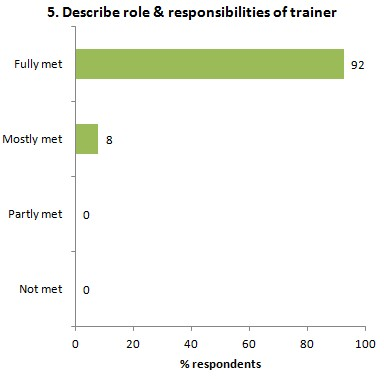 5. Describe role & responsibilities of trainer
Fully met 92
Mostly met 8
Partly met 0
Not met 0
0 20 40 60 80 100
% respondents